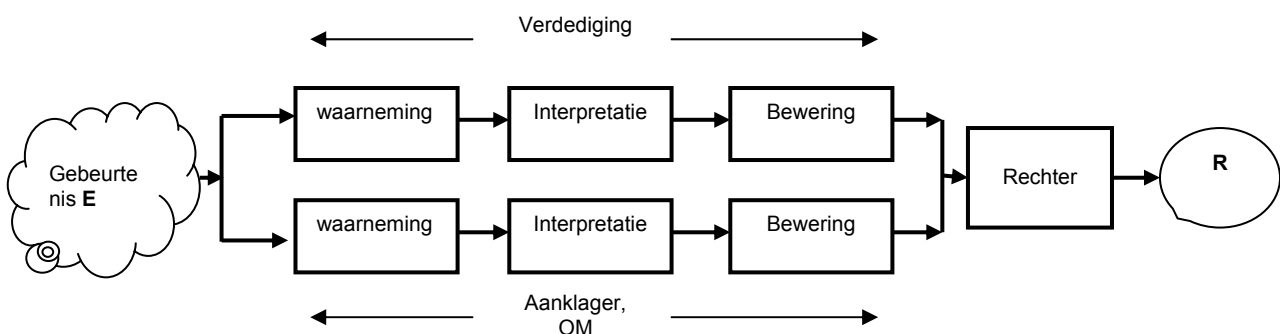 Verdediging
waarneming
Interpretatie
Bewering
Gebeurte
nis E
Rechter
R
waarneming
Interpretatie
Bewering
Aanklager,
OM